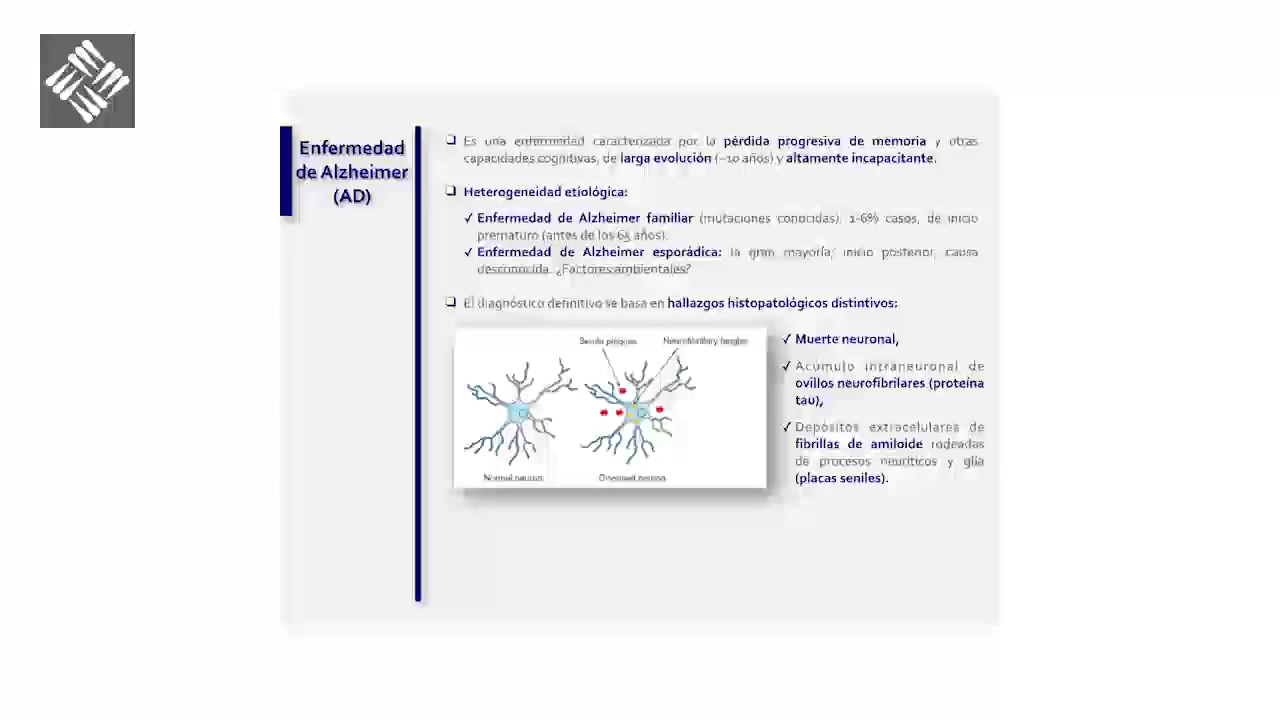 Enfermedad
de Alzheimer
(AD)
❑ Es una enfermedad caracterizada por la pérdida progresiva de memoria y otras
capacidades cognitivas, de larga evolución (~10 años) y altamente incapacitante.
❑ Heterogeneidad etiológica:
✓ Enfermedad de Alzheimer familiar (mutaciones conocidas), 1-6% casos, de inicio
prematuro (antes de los 65 años).
✓ Enfermedad de Alzheimer esporádica: la gran mayoría, inicio posterior, causa
desconocida. ¿Factores ambientales?
❑ El diagnóstico definitivo se basa en hallazgos histopatológicos distintivos:
Senile plaques
Neurofibrillary tangles
Normal neuron
Diseased neuron
✓ Muerte neuronal,
✓ Acúmulo intraneuronal de
ovillos neurofibrilares (proteína
tau),
✓ Depósitos extracelulares de
fibrillas de amiloide rodeadas
de procesos neuríticos y glía
(placas seniles).